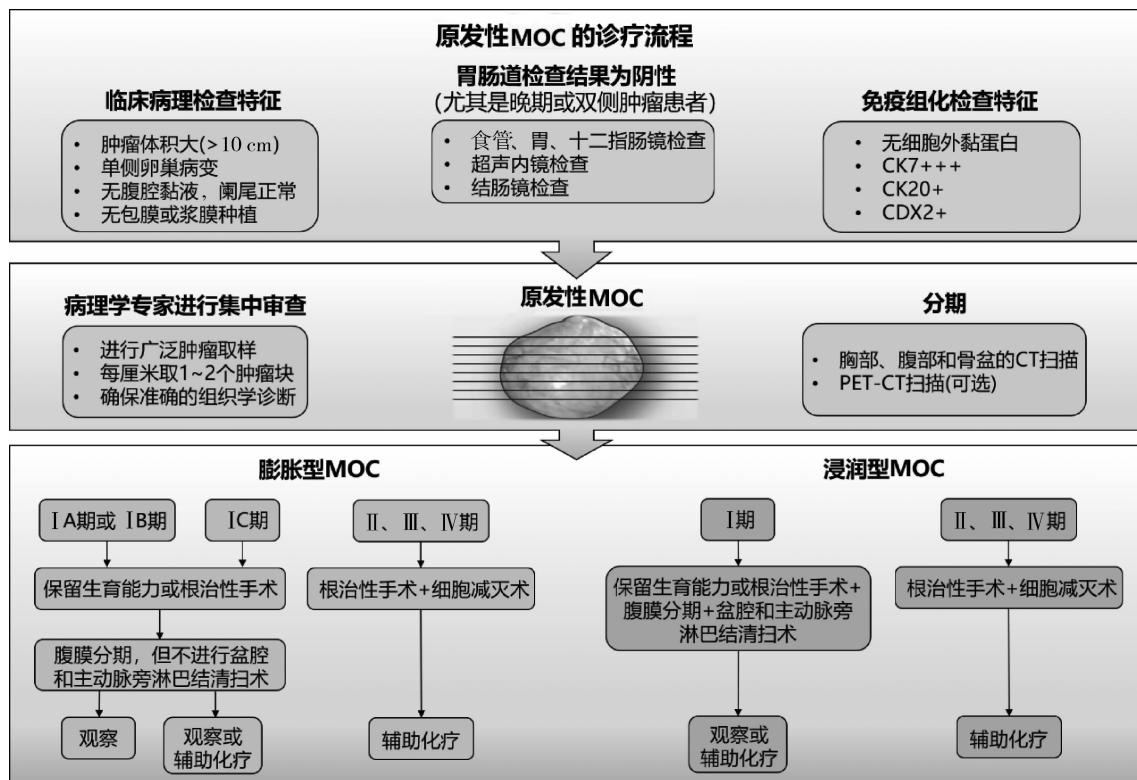 原发性MOC的诊疗流程
临床病理检查特征
• 肿瘤体积大(>10 cm)
• 单侧卵巢病变
• 无腹腔黏液，阑尾正常
• 无包膜或浆膜种植
胃肠道检查结果为阴性
(尤其是晚期或双侧肿瘤患者)
• 食管、胃、十二指肠镜检查
• 超声内镜检查
• 结肠镜检查
免疫组化检查特征
• 无细胞外黏蛋白
• CK7+++
• CK20+
• CDX2+
病理学专家进行集中审查
• 进行广泛肿瘤取样
• 每厘米取1~2个肿瘤块
• 确保准确的组织学诊断
原发性MOC
分期
• 胸部、腹部和骨盆的CT扫描
• PET-CT扫描(可选)
膨胀型MOC
ⅠA期或ⅠB期
ⅠC期
Ⅱ、Ⅲ、Ⅳ期
保留生育能力或根治性手术
根治性手术+细胞减灭术
腹膜分期，但不进行盆腔
和主动脉旁淋巴结清扫术
观察
观察或
辅助化疗
辅助化疗
浸润型MOC
Ⅰ期
Ⅱ、Ⅲ、Ⅳ期
保留生育能力或根治性手术+
腹膜分期+盆腔和主动脉旁
淋巴结清扫术
根治性手术+细胞减灭术
观察或
辅助化疗
辅助化疗